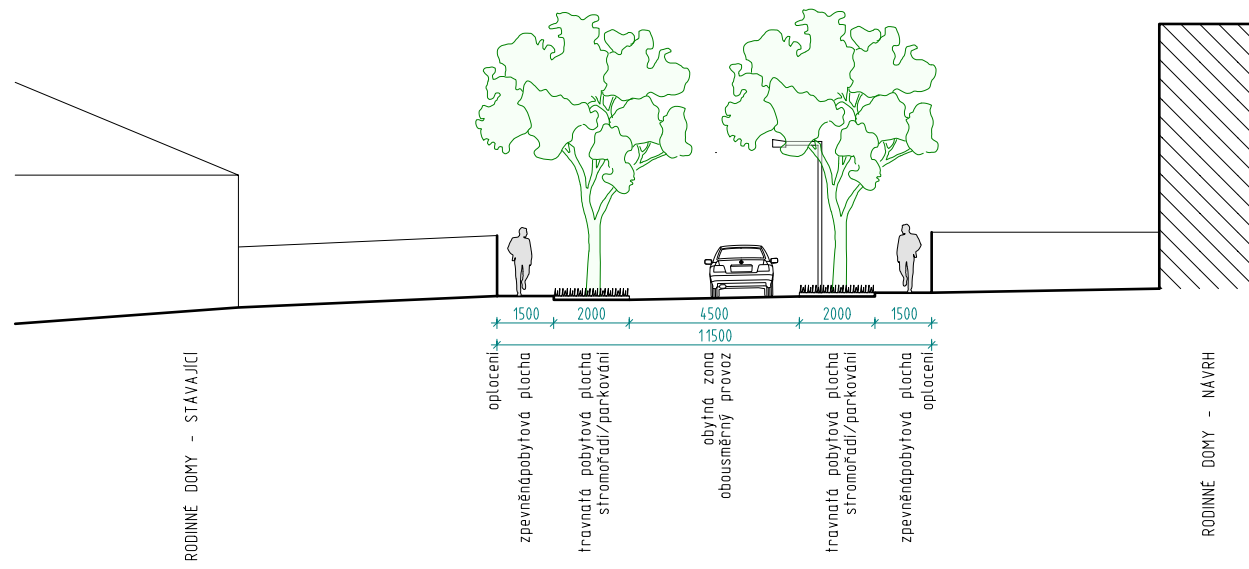 1500
2000
4500
2000
1500
11500
RODINNÉ DOMY - STÁVAJÍCÍ
oplocení
zpevněnápobytová plocha
travnatá pobytová plocha
stromořadí/parkování
obytná zona
obousměrný provoz
travnatá pobytová plocha
stromořadí/parkování
zpevněnápobytová plocha
oplocení
RODINNÉ DOMY - NÁVRH